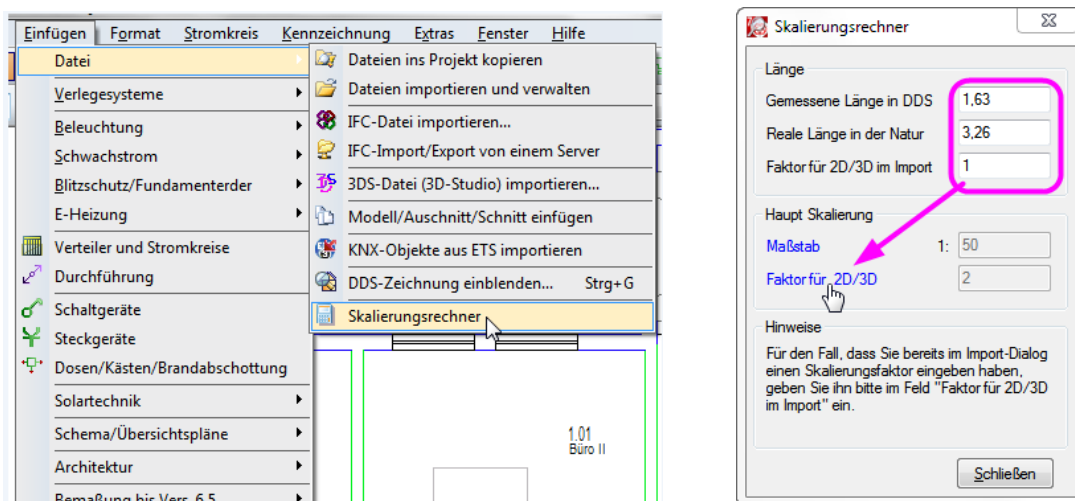 Einfügen Format Stromkreis Kennzeichnung Extras Fenster Hilfe
Datei
Verlegesysteme
Beleuchtung
Schwachstrom
Blitzschutz/Fundamenterder
E-Heizung
Verteiler und Stromkreise
Durchführung
Schaltgeräte
Steckgeräte
Dosen/Kästen/Brandabschottung
Solartechnik
Schema/Übersichtspläne
Architektur
Bemaßung bis Vers. 6.5
Dateien ins Projekt kopieren
Dateien importieren und verwalten
IFC-Datei importieren...
IFC-Import/Export von einem Server
3DS-Datei (3D-Studio) importieren...
Modell/Auschnitt/Schnitt einfügen
KNX-Objekte aus ETS importieren
DDS-Zeichnung einblenden... Strg+G
Skalierungsrechner
1.01
Büro II
Skalierungsrechner
Länge
Gemessene Länge in DDS 1,63
Reale Länge in der Natur 3,26
Faktor für 2D/3D im Import 1
Haupt Skalierung
Maßstab 1: 50
Faktor für 2D/3D 2
Hinweise
Für den Fall, dass Sie bereits im Import-Dialog
einen Skalierungsfaktor eingeben haben,
geben Sie ihn bitte im Feld "Faktor für 2D/3D
im Import" ein.
Schließen